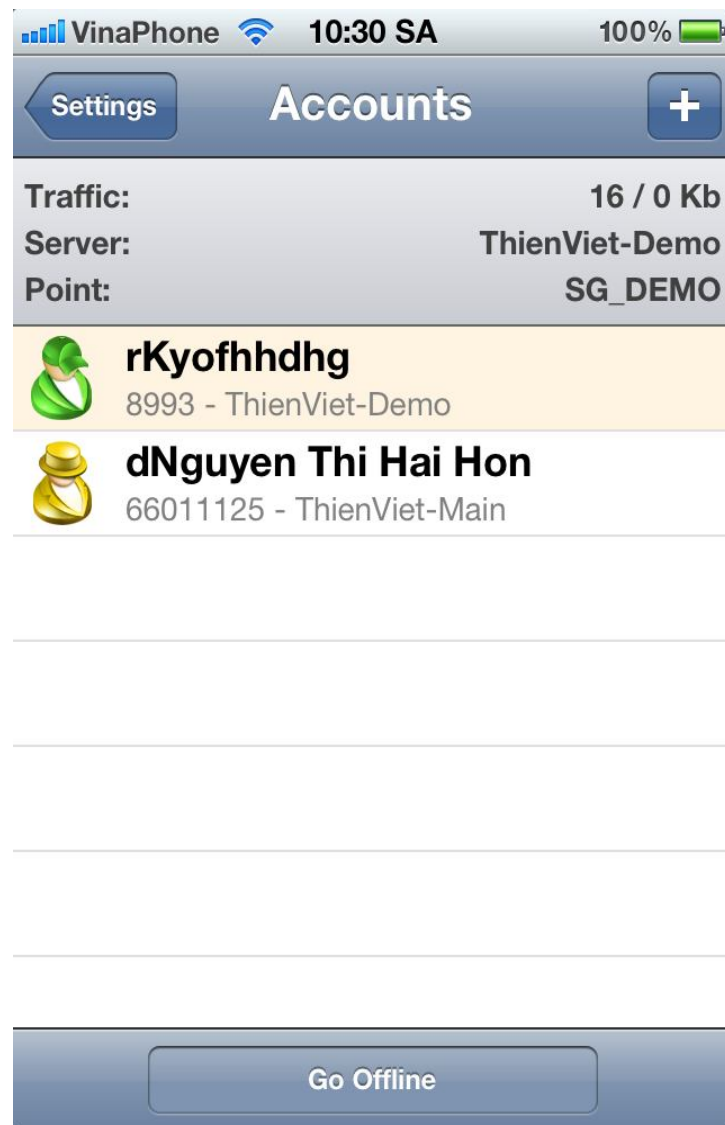 VinaPhone 10:30 SA 100%
Settings Accounts +
Traffic: 16 / 0 Kb
Server: ThienViet-Demo
Point: SG_DEMO
rKyofhhdhg
8993 - ThienViet-Demo
dNguyen Thi Hai Hon
66011125 - ThienViet-Main
Go Offline